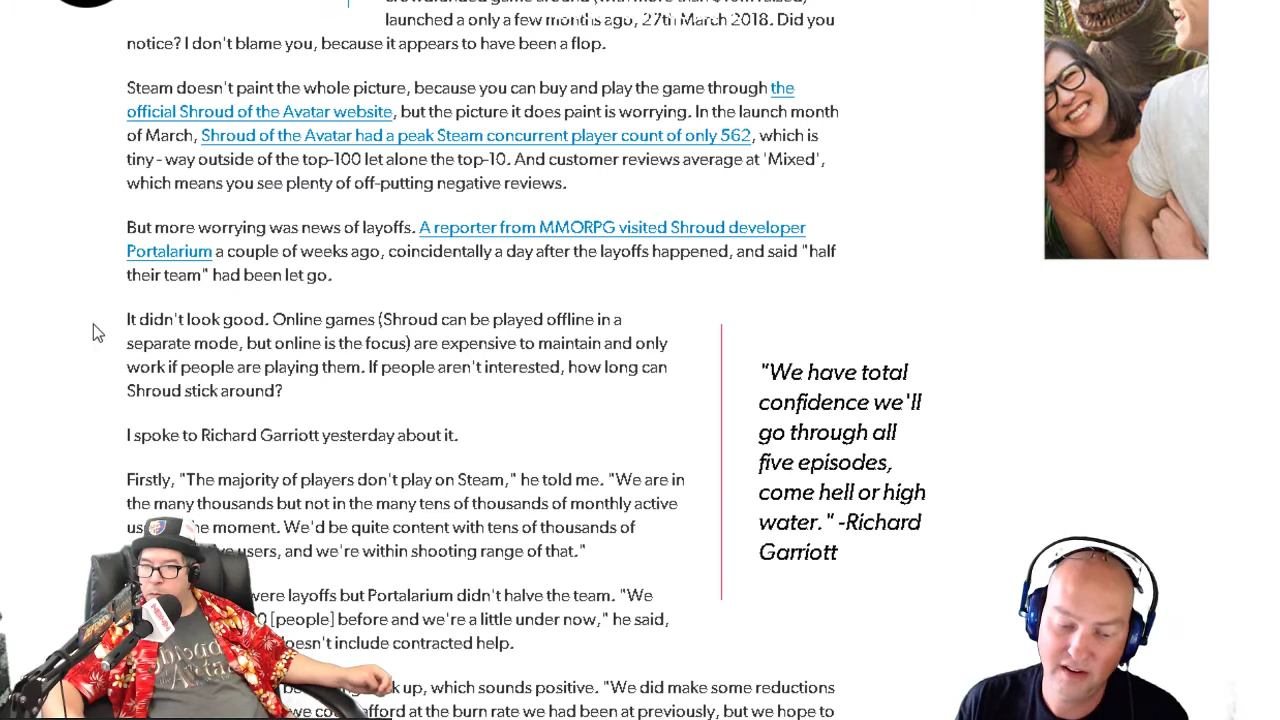 launched a only a few months ago, 27th March 2018. Did you
notice? I don't blame you, because it appears to have been a flop.
Steam doesn't paint the whole picture, because you can buy and play the game through the
official Shroud of the Avatar website, but the picture it does paint is worrying. In the launch month
of March, Shroud of the Avatar had a peak Steam concurrent player count of only 562, which is
tiny - way outside of the top-100 let alone the top-10. And customer reviews average at 'Mixed',
which means you see plenty of off-putting negative reviews.
But more worrying was news of layoffs. A reporter from MMORPG visited Shroud developer
Portalarium a couple of weeks ago, coincidentally a day after the layoffs happened, and said "half
their team" had been let go.
It didn't look good. Online games (Shroud can be played offline in a
separate mode, but online is the focus) are expensive to maintain and only
work if people are playing them. If people aren't interested, how long can
Shroud stick around?
I spoke to Richard Garriott yesterday about it.
Firstly, "The majority of players don't play on Steam," he told me. "We are in
the many thousands but not in the many tens of thousands of monthly active
moment. We'd be quite content with tens of thousands of
users, and we're within shooting range of that."
were layoffs but Portalarium didn't halve the team. "We
[people] before and we're a little under now," he said,
doesn't include contracted help.
up, which sounds positive. "We did make some reductions
afford at the burn rate we had been at previously, but we hope to
"We have total
confidence we'll
go through all
five episodes,
come hell or high
water." -Richard
Garriott